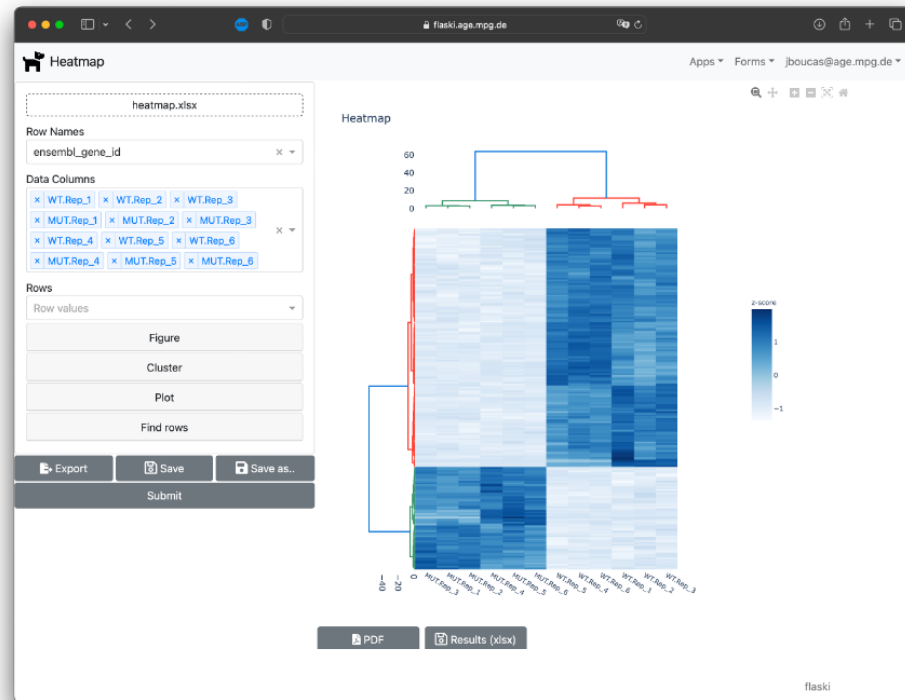 flaski.age.mpg.de
Heatmap
Apps
Forms
jboucas@age.mpg.de
heatmap.xlsx
Row Names
ensembl_gene_id
Data Columns
× WT.Rep_1 × WT.Rep_2 × WT.Rep_3
× MUT.Rep_1 × MUT.Rep_2 × MUT.Rep_3
× WT.Rep_4 × WT.Rep_5 × WT.Rep_6
× MUT.Rep_4 × MUT.Rep_5 × MUT.Rep_6
Rows
Row values
Figure
Cluster
Plot
Find rows
Export
Save
Save as..
Submit
Heatmap
60
40
20
0
z-score
1
0
−1
−40
−20
0
MUT.Rep_3
MUT.Rep_1
MUT.Rep_2
MUT.Rep_4
MUT.Rep_5
MUT.Rep_6
WT.Rep_5
WT.Rep_4
WT.Rep_6
WT.Rep_1
WT.Rep_2
WT.Rep_3
PDF
Results (xlsx)
flaski